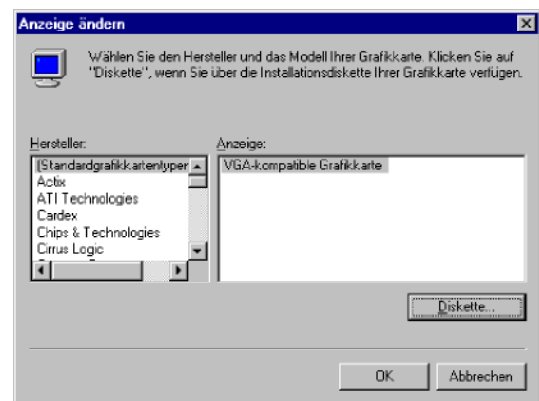 Anzeige ändern
Wählen Sie den Hersteller und das Modell Ihrer Grafikkarte. Klicken Sie auf
"Diskette", wenn Sie über die Installationsdiskette Ihrer Grafikkarte verfügen.
Hersteller:
Anzeige:
(Standardgrafikkartentypen
VGA-kompatible Grafikkarte
Actix
ATI Technologies
Cardex
Chips & Technologies
Cirrus Logic
Diskette...
OK
Abbrechen